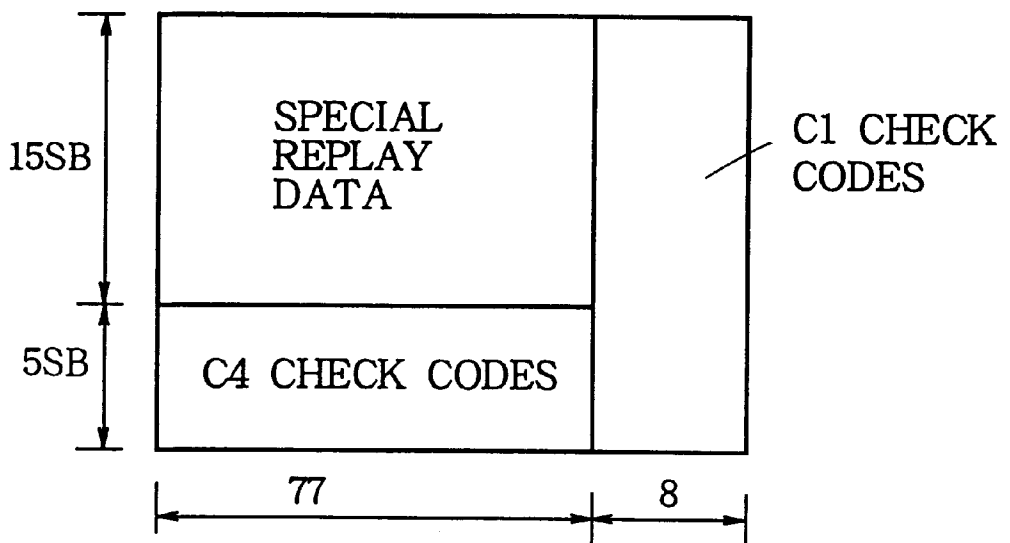 SPECIAL
REPLAY
DATA
15SB
C1 CHECK
CODES
5SB
C4 CHECK CODES
77
8